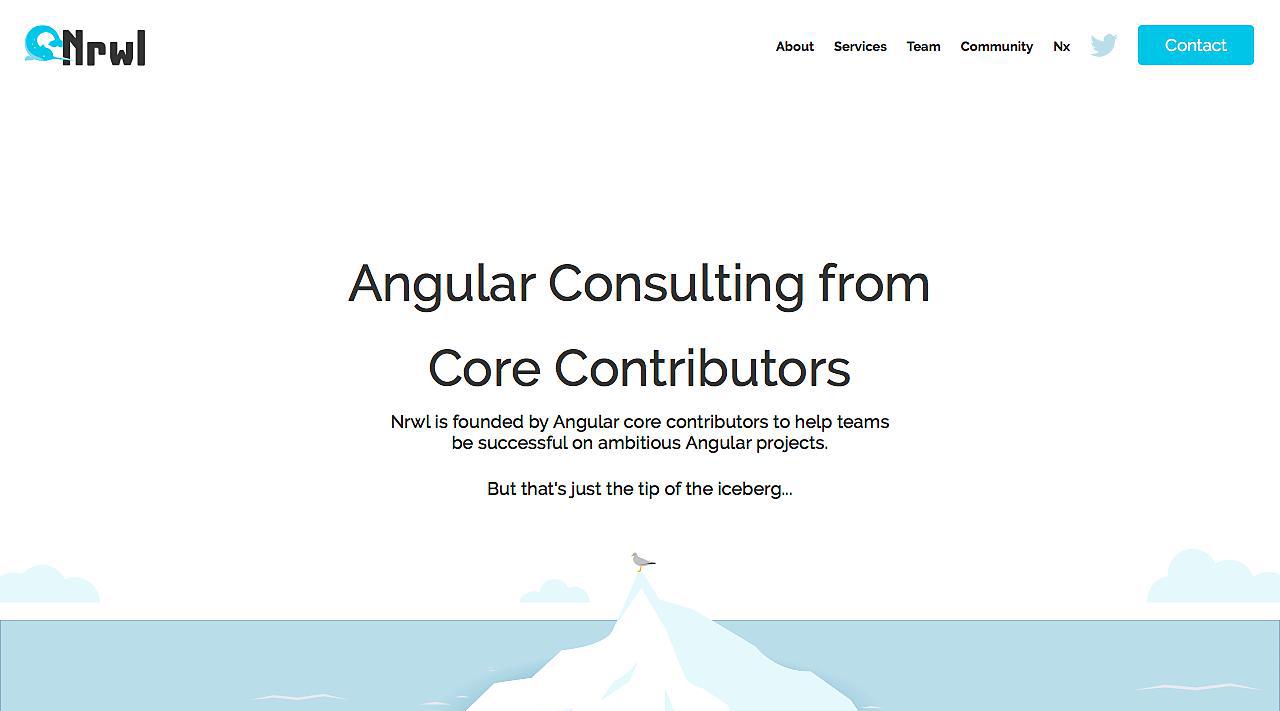 Nrwl
About Services Team Community Nx Contact
Angular Consulting from
Core Contributors
Nrwl is founded by Angular core contributors to help teams
be successful on ambitious Angular projects.
But that's just the tip of the iceberg...